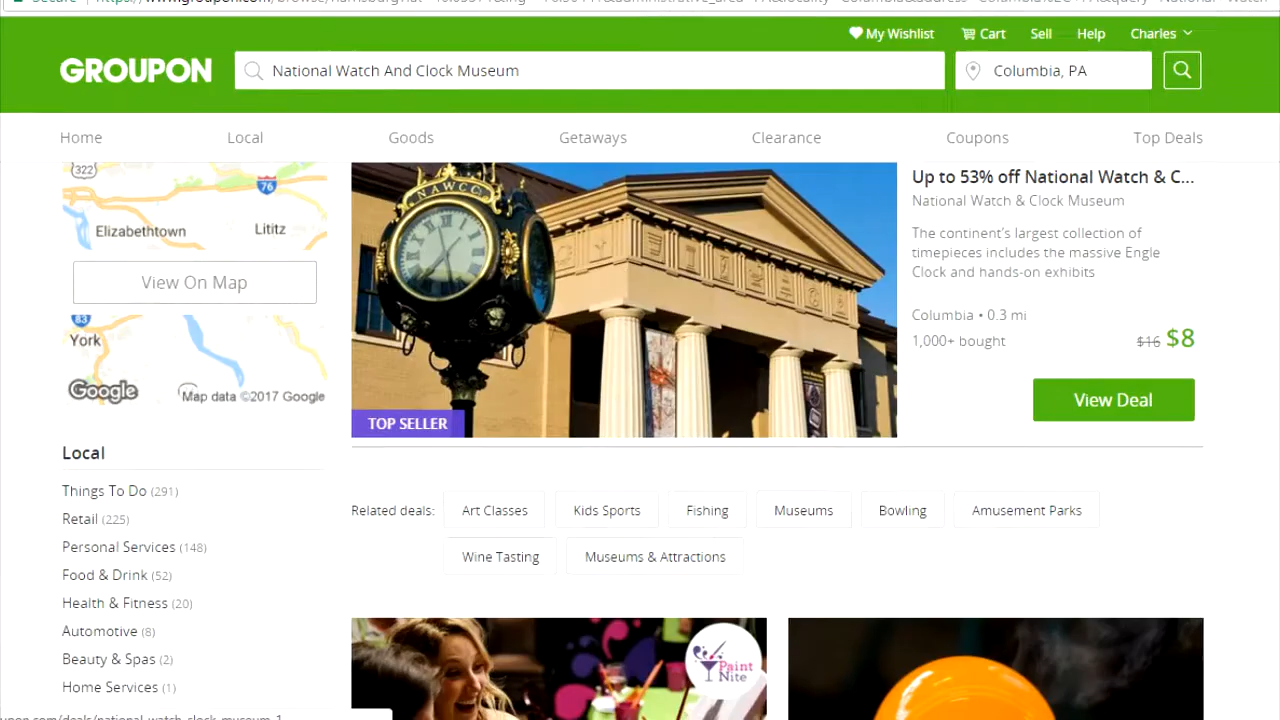 Secure
My Wishlist Cart Sell Help Charles
GROUPON National Watch And Clock Museum Columbia, PA
Home Local Goods Getaways Clearance Coupons Top Deals
322
76
Elizabethtown Lititz
View On Map
83
York
Google Map data ©2017 Google
NAWCC
TOP SELLER
Up to 53% off National Watch & C...
National Watch & Clock Museum
The continent's largest collection of
timepieces includes the massive Engle
Clock and hands-on exhibits
Columbia • 0.3 mi
1,000+ bought $16 $8
View Deal
Local
Things To Do (291)
Retail (225)
Personal Services (148)
Food & Drink (52)
Health & Fitness (20)
Automotive (8)
Beauty & Spas (2)
Home Services (1)
Related deals: Art Classes Kids Sports Fishing Museums Bowling Amusement Parks
Wine Tasting Museums & Attractions
Paint
Nite